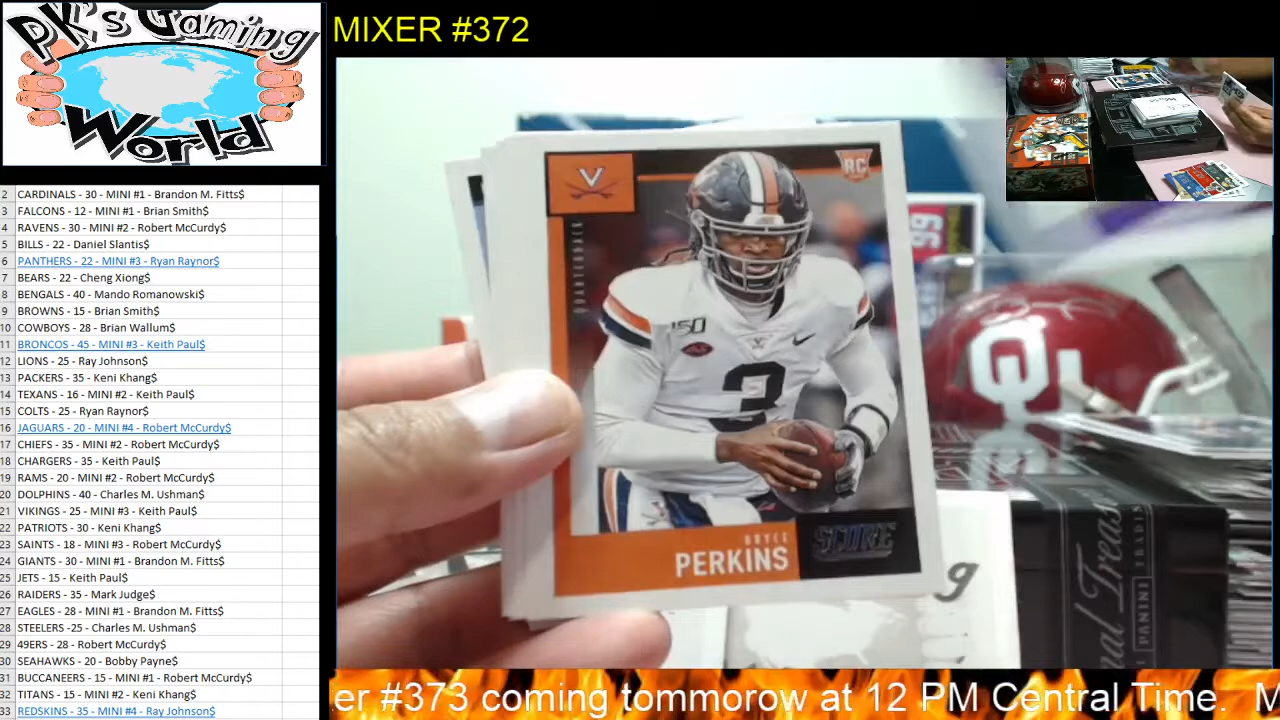 PK's Gaming
World
MIXER #372
2 CARDINALS - 30 - MINI #1 - Brandon M. Fitts$
3 FALCONS - 12 - MINI #1 - Brian Smith$
4 RAVENS - 30 - MINI #2 - Robert McCurdy$
5 BILLS - 22 - Daniel Slantis$
6 PANTHERS - 22 - MINI #3 - Ryan Raynor$
7 BEARS - 22 - Cheng Xiong$
8 BENGALS - 40 - Mando Romanowski$
9 BROWNS - 15 - Brian Smith$
10 COWBOYS - 28 - Brian Wallum$
11 BRONCOS - 45 - MINI #3 - Keith Paul$
12 LIONS - 25 - Ray Johnson$
13 PACKERS - 35 - Keni Khang$
14 TEXANS - 16 - MINI #2 - Keith Paul$
15 COLTS - 25 - Ryan Raynor$
16 JAGUARS - 20 - MINI #4 - Robert McCurdy$
17 CHIEFS - 35 - MINI #2 - Robert McCurdy$
18 CHARGERS - 35 - Keith Paul$
19 RAMS - 20 - MINI #2 - Robert McCurdy$
20 DOLPHINS - 40 - Charles M. Ushman$
21 VIKINGS - 25 - MINI #3 - Keith Paul$
22 PATRIOTS - 30 - Keni Khang$
23 SAINTS - 18 - MINI #3 - Robert McCurdy$
24 GIANTS - 30 - MINI #1 - Brandon M. Fitts$
25 JETS - 15 - Keith Paul$
26 RAIDERS - 35 - Mark Judge$
27 EAGLES - 28 - MINI #1 - Brandon M. Fitts$
28 STEELERS -25 - Charles M. Ushman$
29 49ERS - 28 - Robert McCurdy$
30 SEAHAWKS - 20 - Bobby Payne$
31 BUCCANEERS - 15 - MINI #1 - Robert McCurdy$
32 TITANS - 15 - MINI #2 - Keni Khang$
33 REDSKINS - 35 - MINI #4 - Ray Johnson$
V
RC
QUARTERBACK
150
ACC
3
BRYCE
PERKINS
SCORE
99
OU
PANINI
g
er #373 coming tommorow at 12 PM Central Time. M